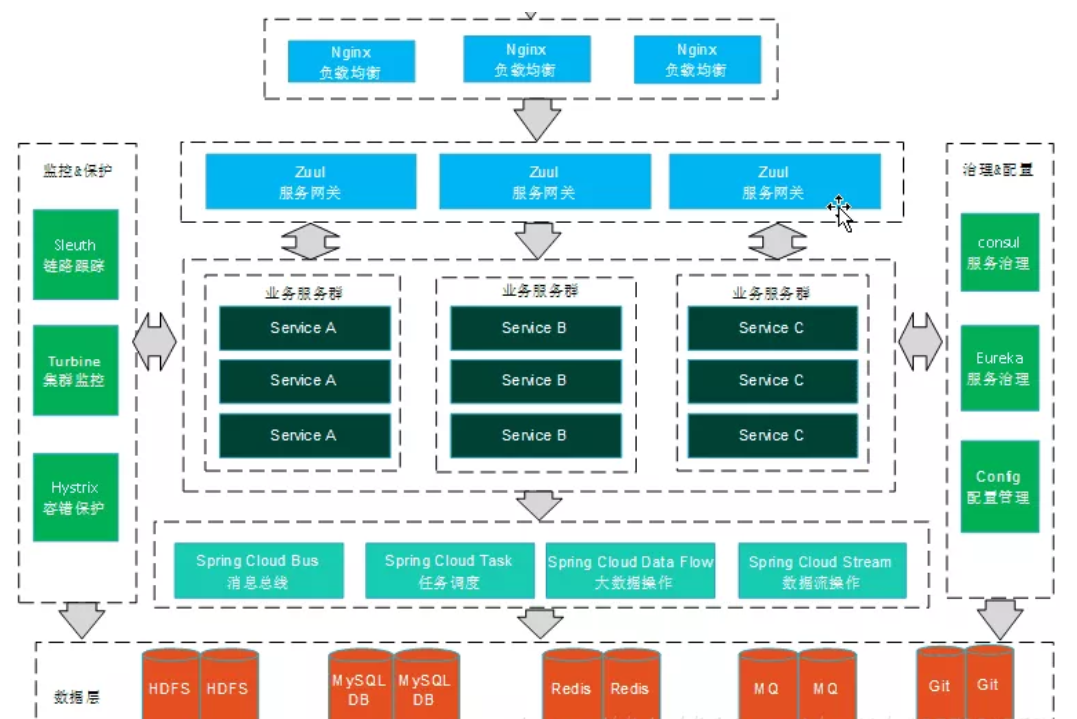 Nginx
负载均衡
Nginx
负载均衡
Nginx
负载均衡
监控&保护
Zuul
服务网关
Zuul
服务网关
Zuul
服务网关
治理&配置
Sleuth
链路跟踪
Turbine
集群监控
Hystrix
容错保护
业务服务群
Service A
Service A
Service A
业务服务群
Service B
Service B
Service B
业务服务群
Service C
Service C
Service C
consul
服务治理
Eureka
服务治理
Config
配置管理
Spring Cloud Bus
消息总线
Spring Cloud Task
任务调度
Spring Cloud Data Flow
大数据操作
Spring Cloud Stream
数据流操作
数据层
HDFS
HDFS
MySQL
DB
MySQL
DB
Redis
Redis
MQ
MQ
Git
Git